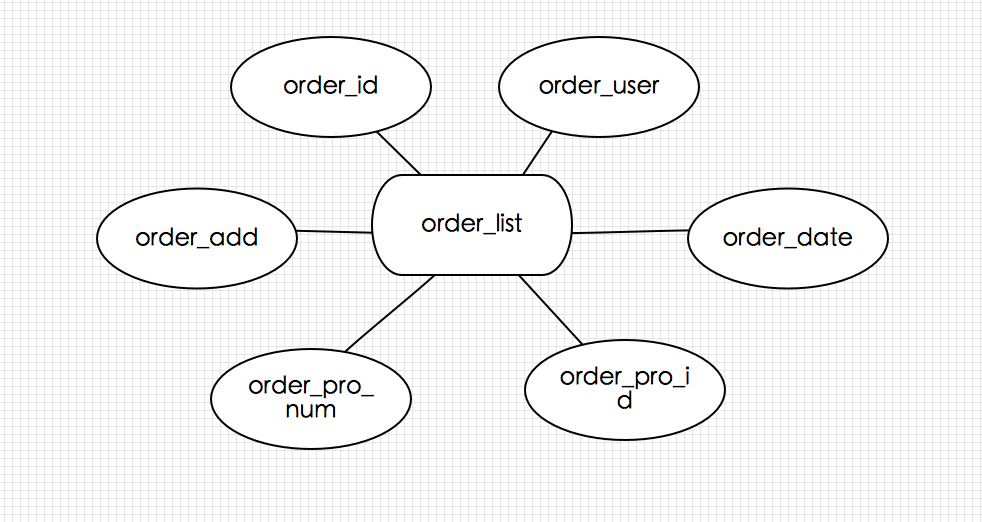 order_id
order_user
order_list
order_add
order_date
order_pro_
num
order_pro_i
d